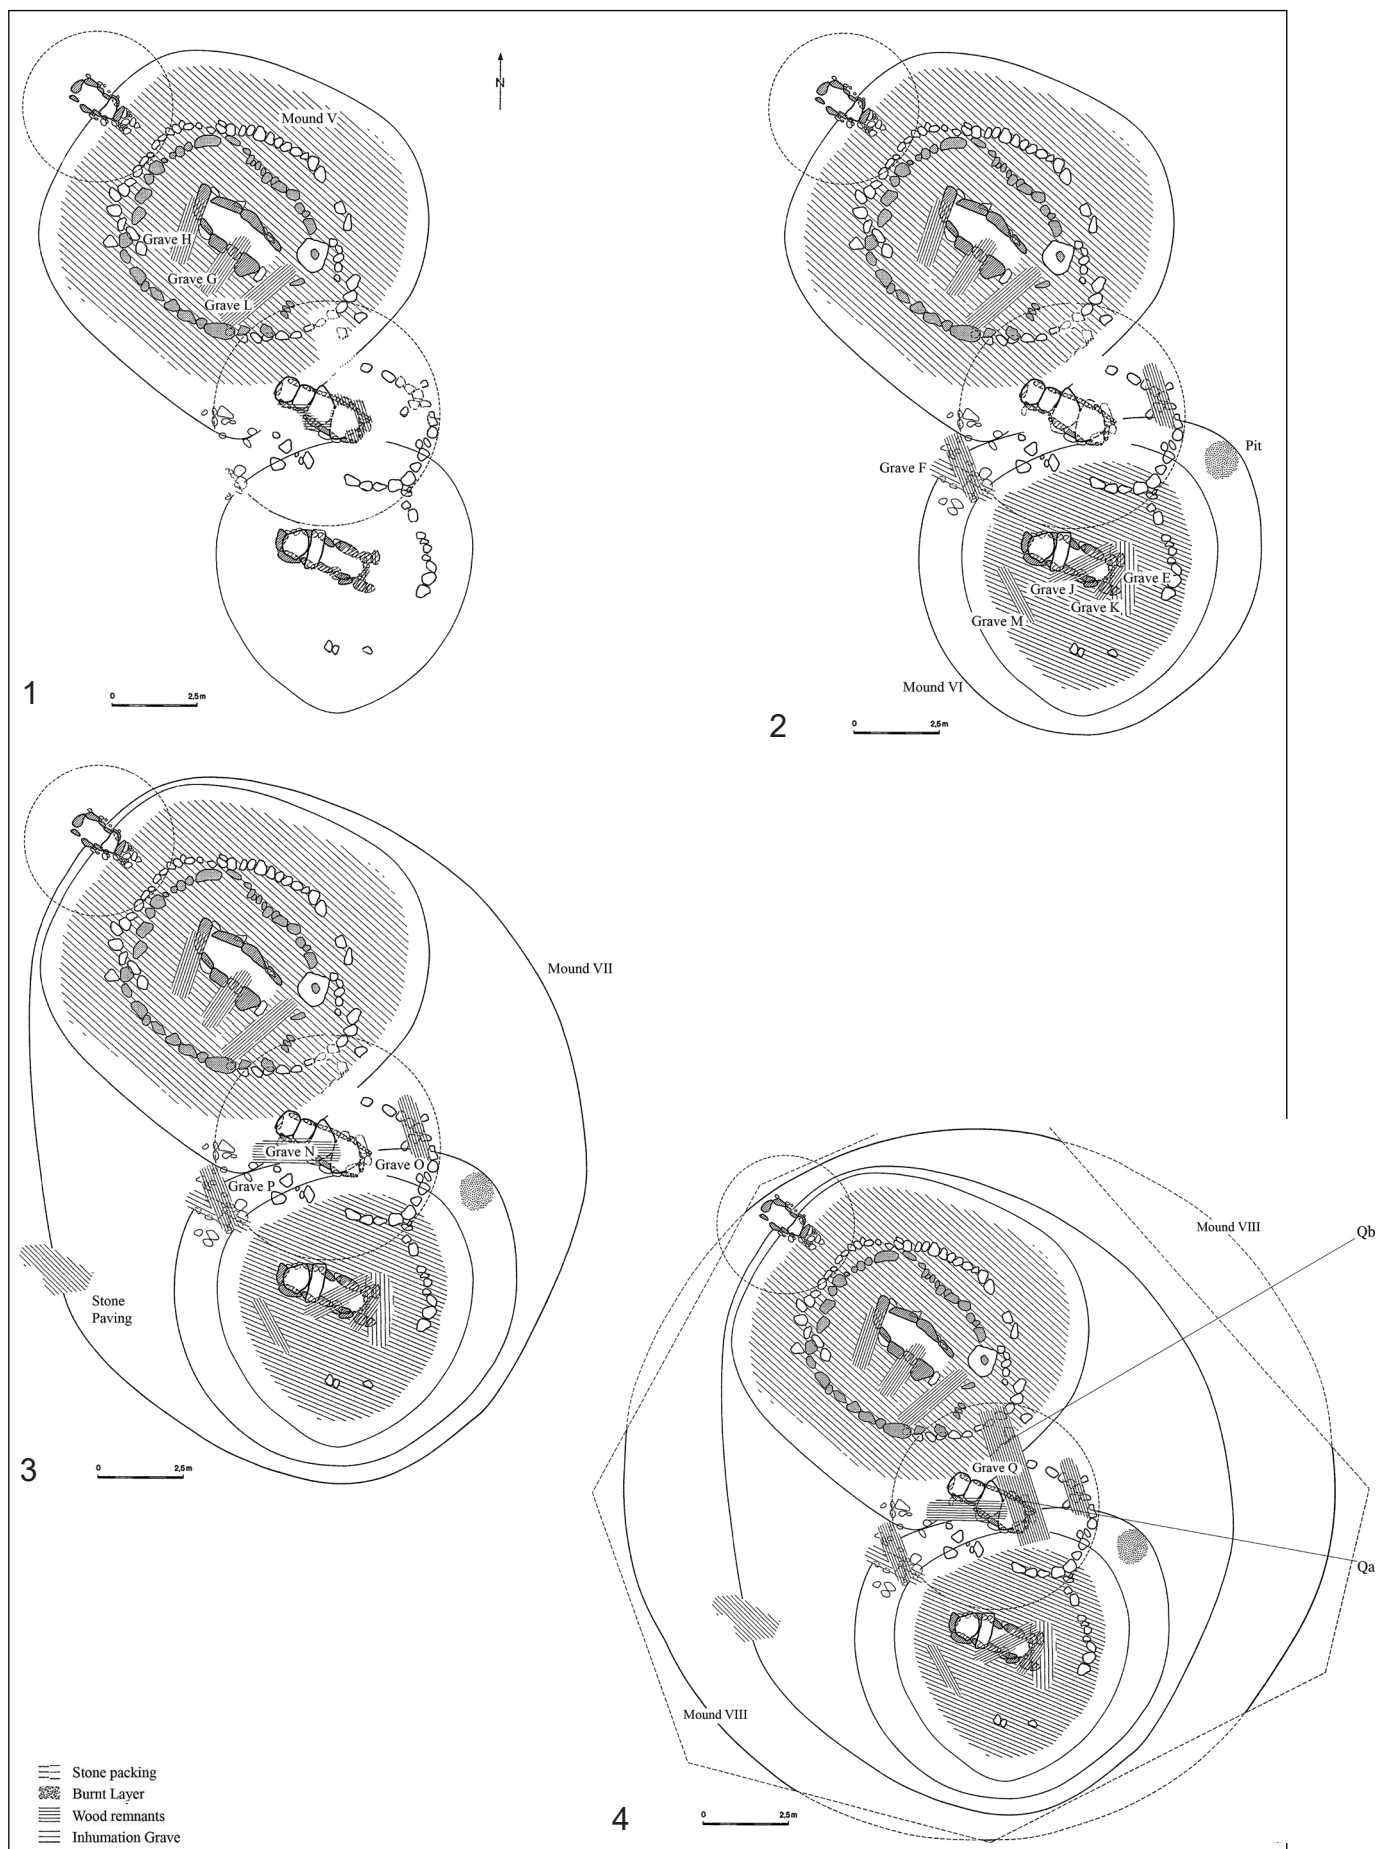 N
Mound V
Grave H
Grave G
Grave L
1
0 2,5m
Pit
Grave F
Grave E
Grave J
Grave K
Grave M
Mound VI
2
0 2,5m
Mound VII
Grave N
Grave O
Grave P
Stone
Paving
3
0 2,5m
Mound VIII
Qb
Grave Q
Qa
Mound VIII
4
0 2,5m
Stone packing
Burnt Layer
Wood remnants
Inhumation Grave